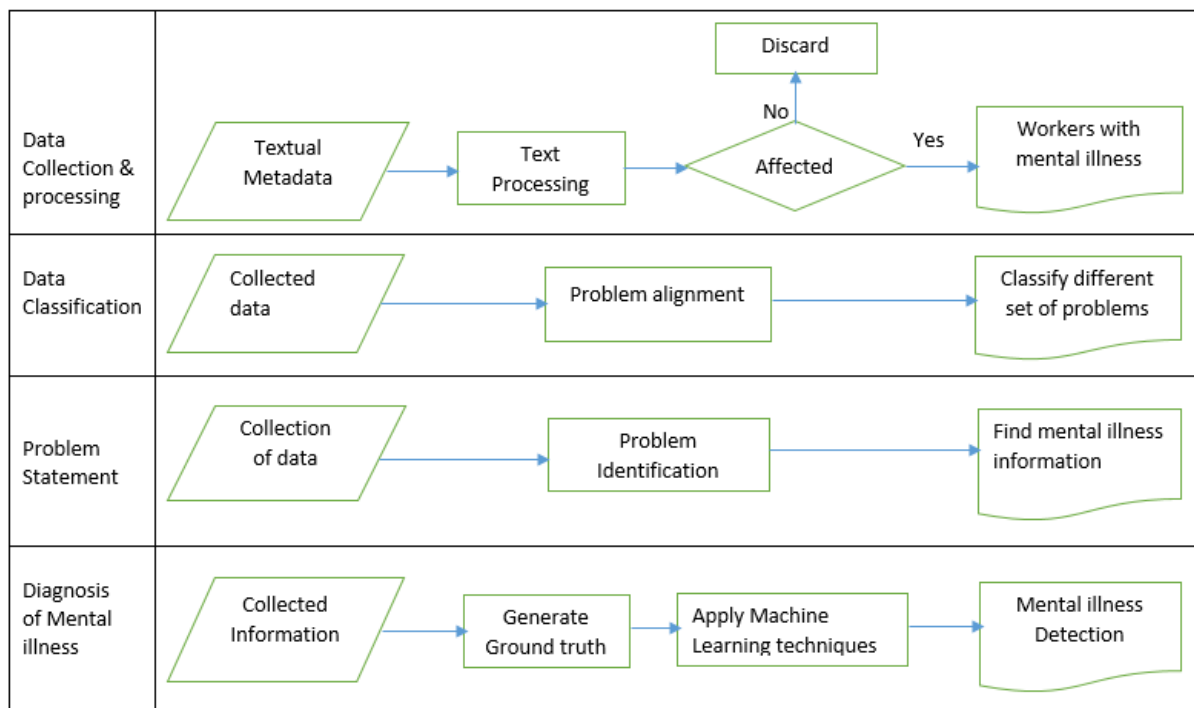 Data
Collection &
processing
Textual
Metadata
Text
Processing
Discard
No
Affected
Yes
Workers with
mental illness
Data
Classification
Collected
data
Problem alignment
Classify different
set of problems
Problem
Statement
Collection
of data
Problem
Identification
Find mental illness
information
Diagnosis
of Mental
illness
Collected
Information
Generate
Ground truth
Apply Machine
Learning techniques
Mental illness
Detection